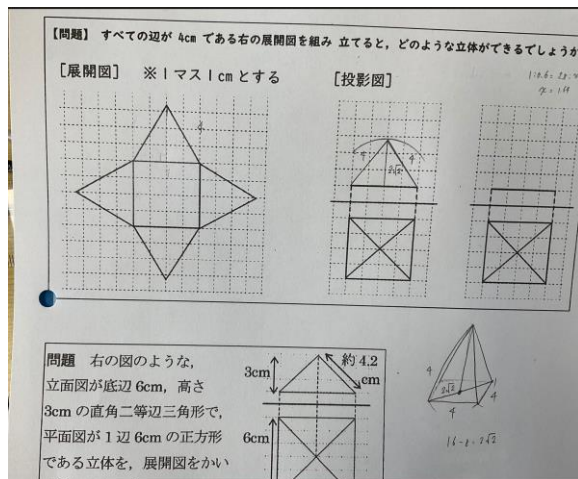 【問題】 すべての辺が 4cm である右の展開図を組み 立てると，どのような立体ができるでしょうか
［展開図］ ※1マス1cmとする
［投影図］
4
4
2√2
問題 右の図のような，
立面図が底辺 6cm，高さ
3cm の直角二等辺三角形で，
平面図が 1 辺 6cm の正方形
である立体を，展開図をかい
3cm
約 4.2
cm
6cm
4
2√2
4
4
16-8=2√2